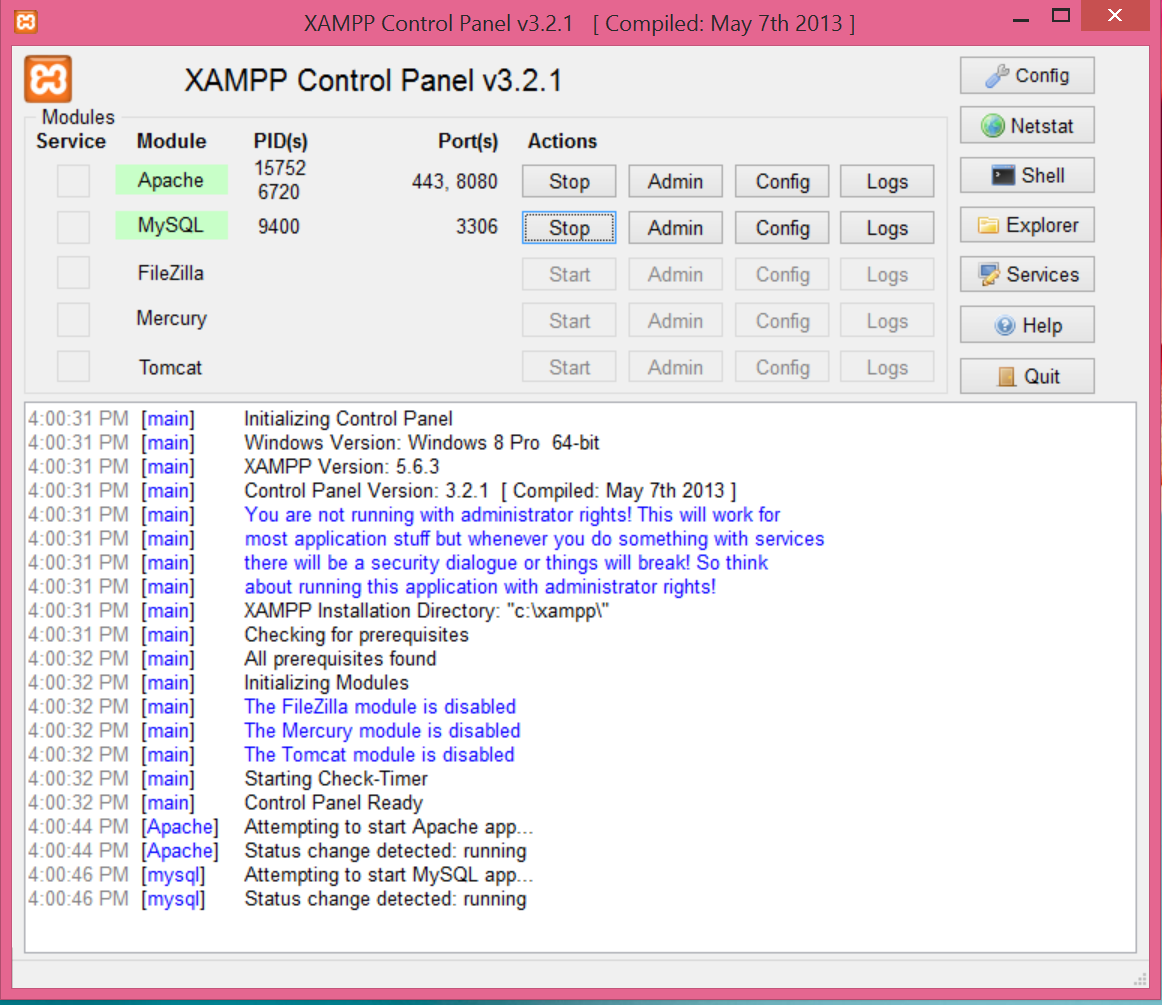 XAMPP Control Panel v3.2.1 [ Compiled: May 7th 2013 ]
XAMPP Control Panel v3.2.1
Config
Netstat
Shell
Explorer
Services
Help
Quit
Modules
Service Module PID(s) Port(s) Actions
Apache 15752 6720 443, 8080 Stop Admin Config Logs
MySQL 9400 3306 Stop Admin Config Logs
FileZilla Start Admin Config Logs
Mercury Start Admin Config Logs
Tomcat Start Admin Config Logs
4:00:31 PM [main] Initializing Control Panel
4:00:31 PM [main] Windows Version: Windows 8 Pro 64-bit
4:00:31 PM [main] XAMPP Version: 5.6.3
4:00:31 PM [main] Control Panel Version: 3.2.1 [ Compiled: May 7th 2013 ]
4:00:31 PM [main] You are not running with administrator rights! This will work for
4:00:31 PM [main] most application stuff but whenever you do something with services
4:00:31 PM [main] there will be a security dialogue or things will break! So think
4:00:31 PM [main] about running this application with administrator rights!
4:00:31 PM [main] XAMPP Installation Directory: "c:\xampp\"
4:00:31 PM [main] Checking for prerequisites
4:00:32 PM [main] All prerequisites found
4:00:32 PM [main] Initializing Modules
4:00:32 PM [main] The FileZilla module is disabled
4:00:32 PM [main] The Mercury module is disabled
4:00:32 PM [main] The Tomcat module is disabled
4:00:32 PM [main] Starting Check-Timer
4:00:32 PM [main] Control Panel Ready
4:00:44 PM [Apache] Attempting to start Apache app...
4:00:44 PM [Apache] Status change detected: running
4:00:46 PM [mysql] Attempting to start MySQL app...
4:00:46 PM [mysql] Status change detected: running